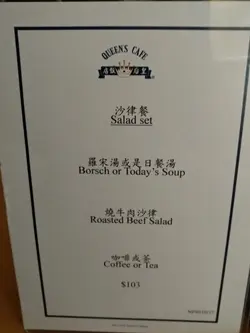 QUEEN'S CAFE
沙律餐
Salad set
羅宋湯或是日餐湯
Borsch or Today's Soup
燒牛肉沙律
Roasted Beef Salad
咖啡或茶
Coffee or Tea
$103